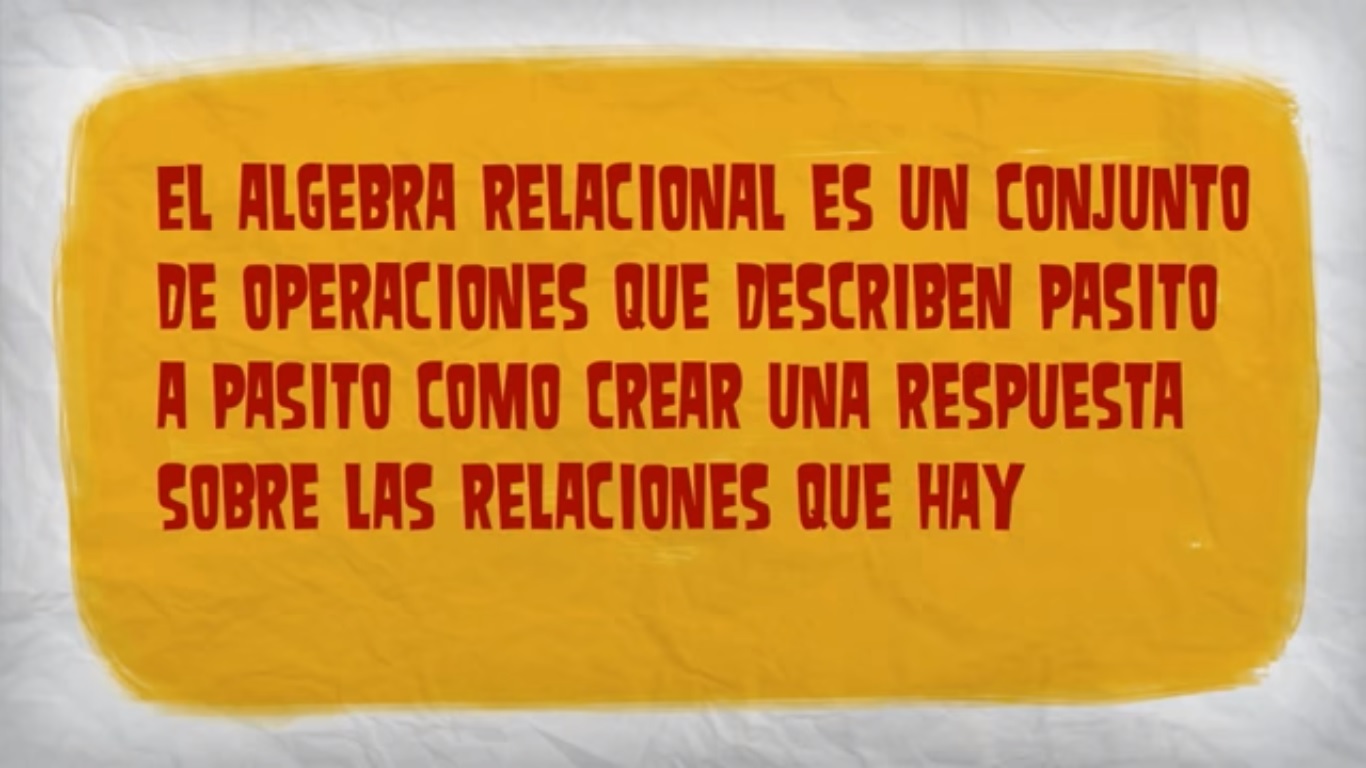 EL ALGEBRA RELACIONAL ES UN CONJUNTO
DE OPERACIONES QUE DESCRIBEN PASITO
A PASITO COMO CREAR UNA RESPUESTA
SOBRE LAS RELACIONES QUE HAY